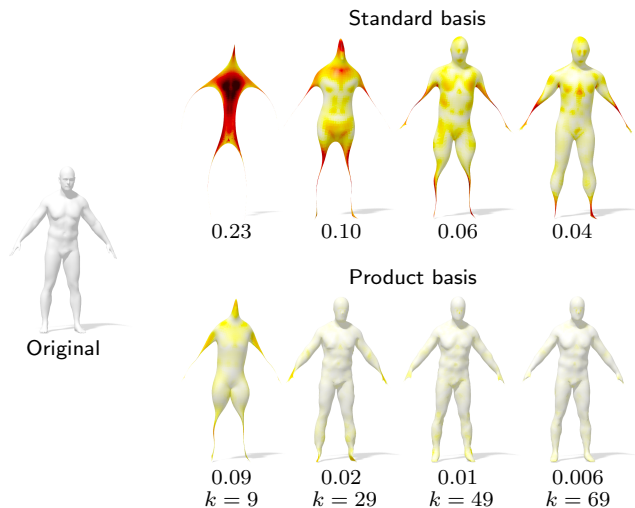 Standard basis
0.23 0.10 0.06 0.04
Original
Product basis
0.09 0.02 0.01 0.006
k = 9 k = 29 k = 49 k = 69